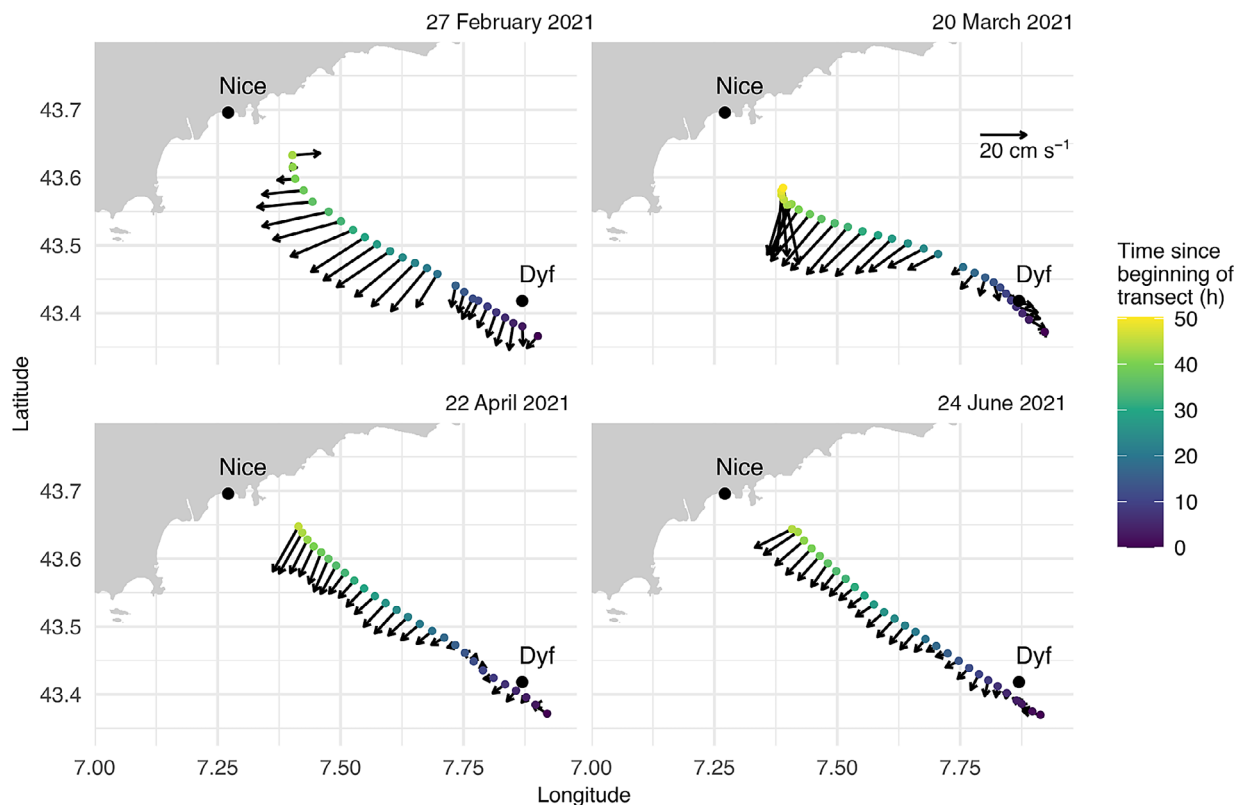 27 February 2021
20 March 2021
Nice
Nice
43.7
20 cm s⁻¹
43.6
43.5
Dyf
Dyf
43.4
Time since
beginning of
transect (h)
50
40
30
20
10
0
Latitude
22 April 2021
24 June 2021
Nice
Nice
43.7
43.6
43.5
Dyf
Dyf
43.4
7.00
7.25
7.50
7.75
7.00
7.25
7.50
7.75
Longitude